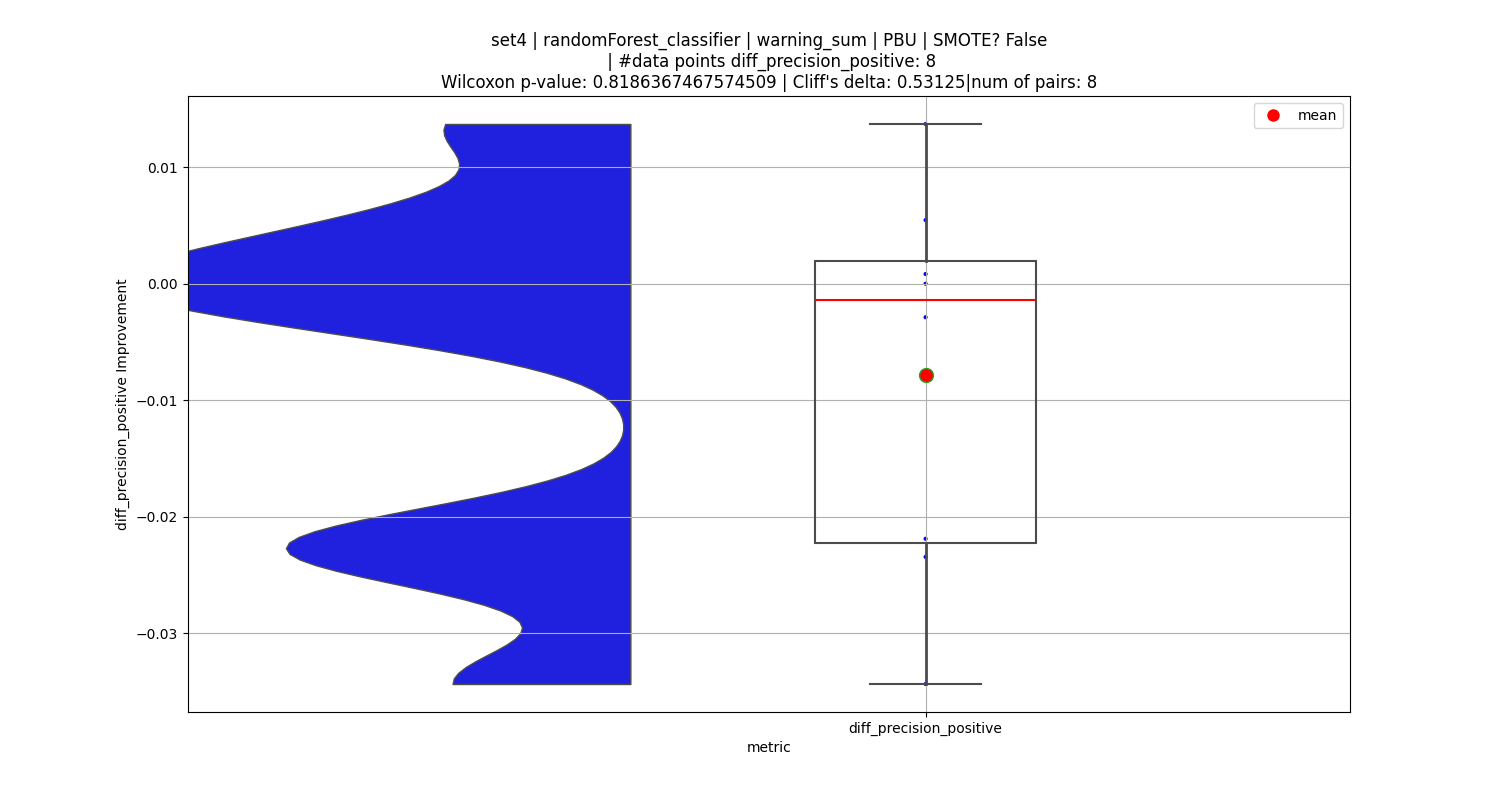 set4 | randomForest_classifier | warning_sum | PBU | SMOTE? False
| #data points diff_precision_positive: 8
Wilcoxon p-value: 0.8186367467574509 | Cliff's delta: 0.53125|num of pairs: 8
mean
0.01
0.00
−0.01
−0.02
−0.03
diff_precision_positive Improvement
diff_precision_positive
metric